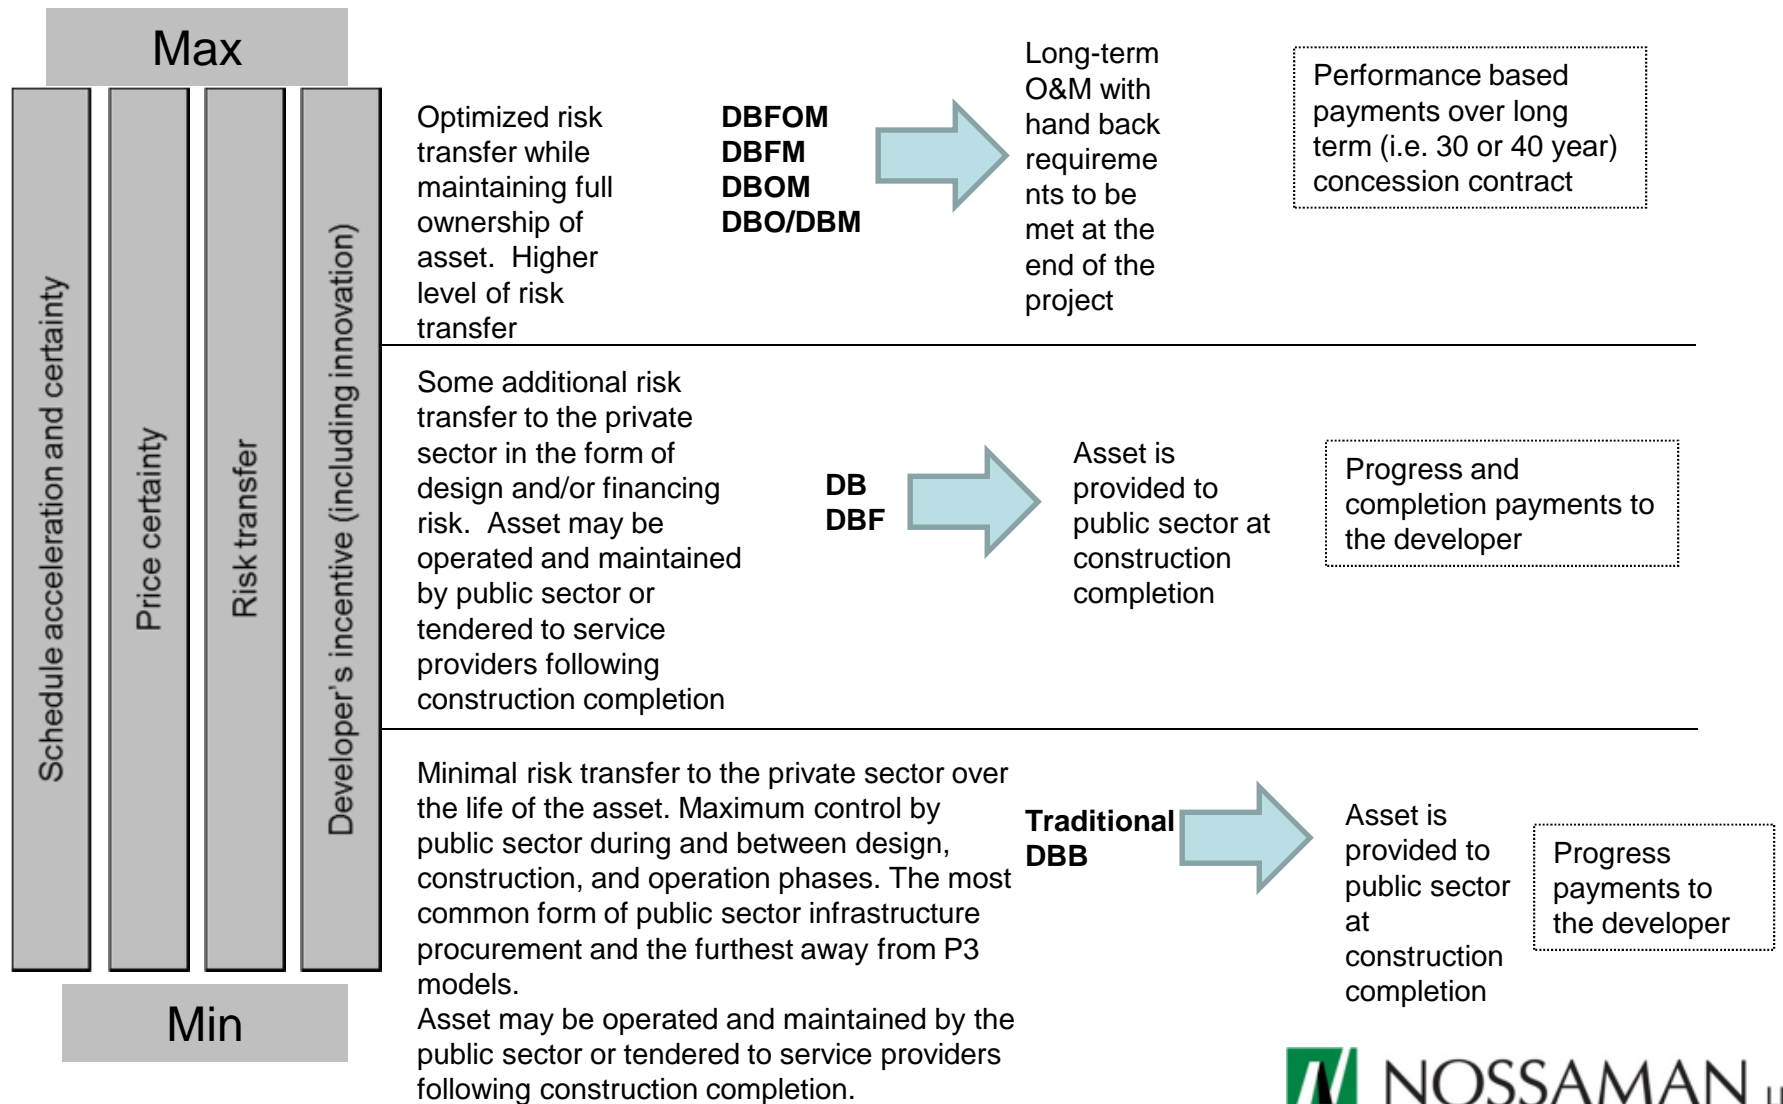 Max
Schedule acceleration and certainty
Price certainty
Risk transfer
Developer's incentive (including innovation)
Min
Optimized risk
transfer while
maintaining full
ownership of
asset.  Higher
level of risk
transfer
DBFOM
DBFM
DBOM
DBO/DBM
Long-term
O&M with
hand back
requireme
nts to be
met at the
end of the
project
Performance based
payments over long
term (i.e. 30 or 40 year)
concession contract
Some additional risk
transfer to the private
sector in the form of
design and/or financing
risk.  Asset may be
operated and maintained
by public sector or
tendered to service
providers following
construction completion
DB
DBF
Asset is
provided to
public sector at
construction
completion
Progress and
completion payments to
the developer
Minimal risk transfer to the private sector over
the life of the asset. Maximum control by
public sector during and between design,
construction, and operation phases. The most
common form of public sector infrastructure
procurement and the furthest away from P3
models.
Asset may be operated and maintained by the
public sector or tendered to service providers
following construction completion.
Traditional
DBB
Asset is
provided to
public sector
at
construction
completion
Progress
payments to
the developer
NOSSAMAN